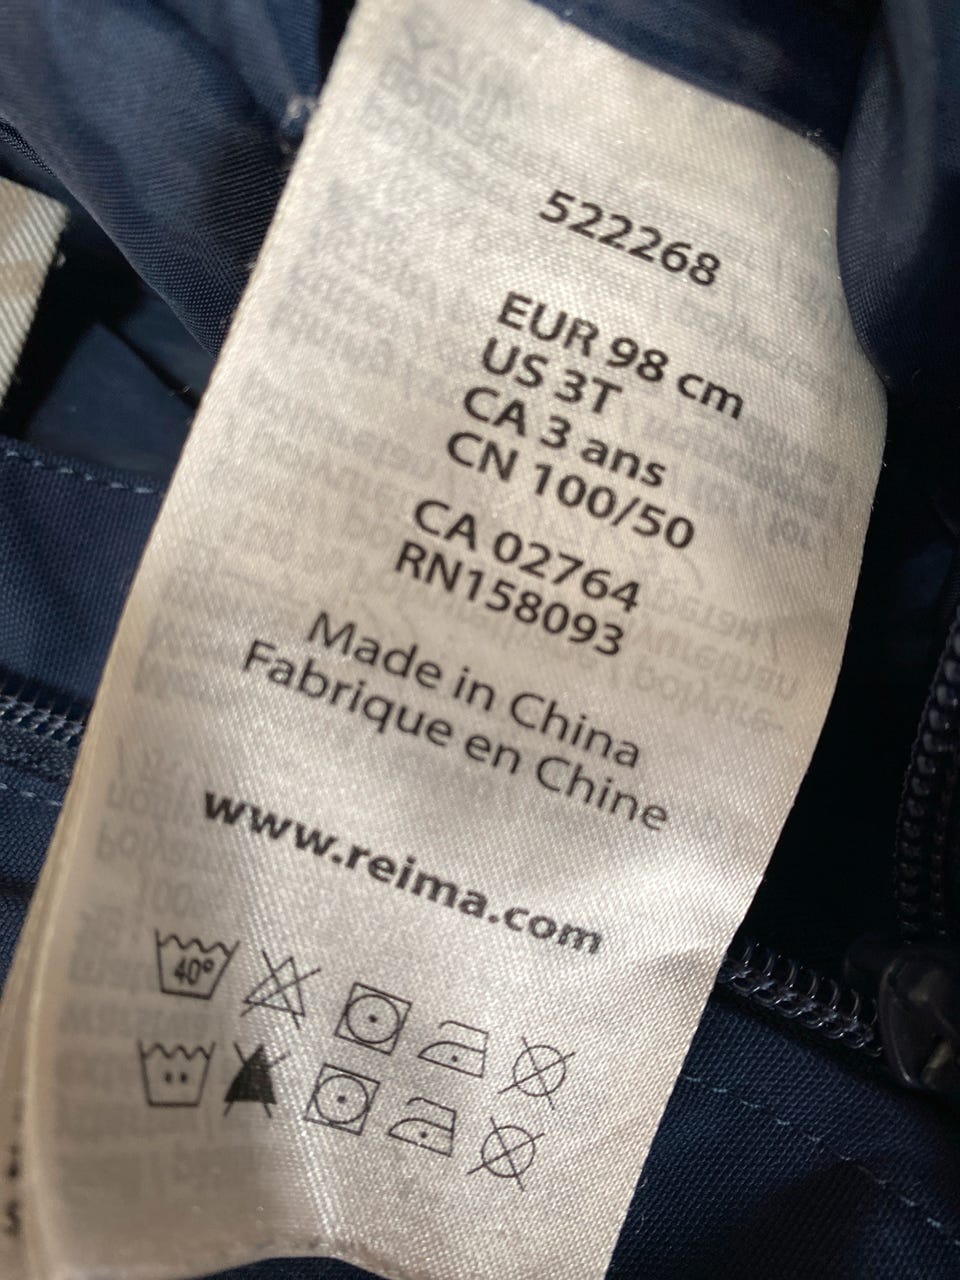 522268
EUR 98 cm
US 3T
CA 3 ans
CN 100/50
CA 02764
RN158093
Made in China
Fabrique en Chine
www.reima.com
40°